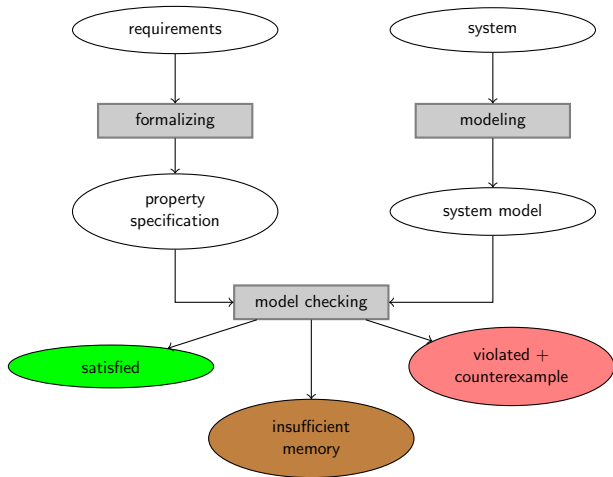 requirements
system
formalizing
modeling
property
specification
system model
model checking
satisfied
violated +
counterexample
insufficient
memory